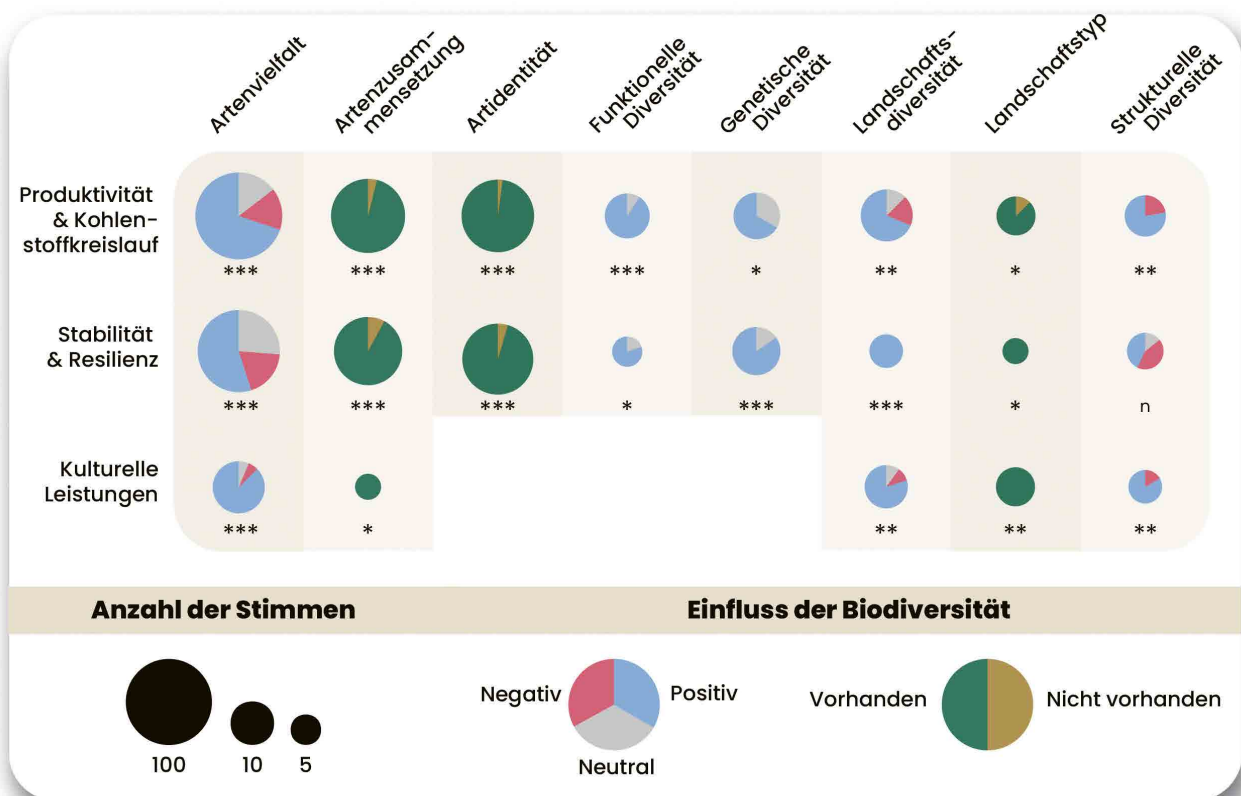 Artenvielfalt
Artenzusam-
mensetzung
Artidentität
Funktionelle
Diversität
Genetische
Diversität
Landschafts-
diversität
Landschaftstyp
Strukturelle
Diversität
Produktivität
& Kohlen-
stoffkreislauf
*** *** *** *** * ** * **
Stabilität
& Resilienz
*** *** *** * *** *** * n
Kulturelle
Leistungen
*** * ** ** **
Anzahl der Stimmen
Einfluss der Biodiversität
100 10 5
Negativ
Positiv
Neutral
Vorhanden
Nicht vorhanden